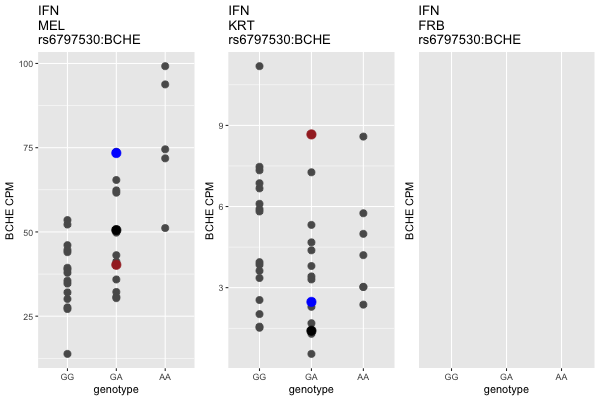 IFN
MEL
rs6797530:BCHE
BCHE CPM
100
75
50
25
GG GA AA
genotype
IFN
KRT
rs6797530:BCHE
BCHE CPM
9
6
3
GG GA AA
genotype
IFN
FRB
rs6797530:BCHE
BCHE CPM
GG GA AA
genotype